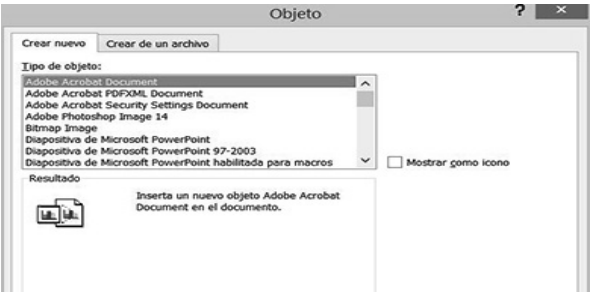 Objeto ? ×
Crear nuevo Crear de un archivo
Tipo de objeto:
Adobe Acrobat Document
Adobe Acrobat PDFXML Document
Adobe Acrobat Security Settings Document
Adobe Photoshop Image 14
Bitmap Image
Diapositiva de Microsoft PowerPoint
Diapositiva de Microsoft PowerPoint 97-2003
Diapositiva de Microsoft PowerPoint habilitada para macros
Mostrar como icono
Resultado
Inserta un nuevo objeto Adobe Acrobat
Document en el documento.